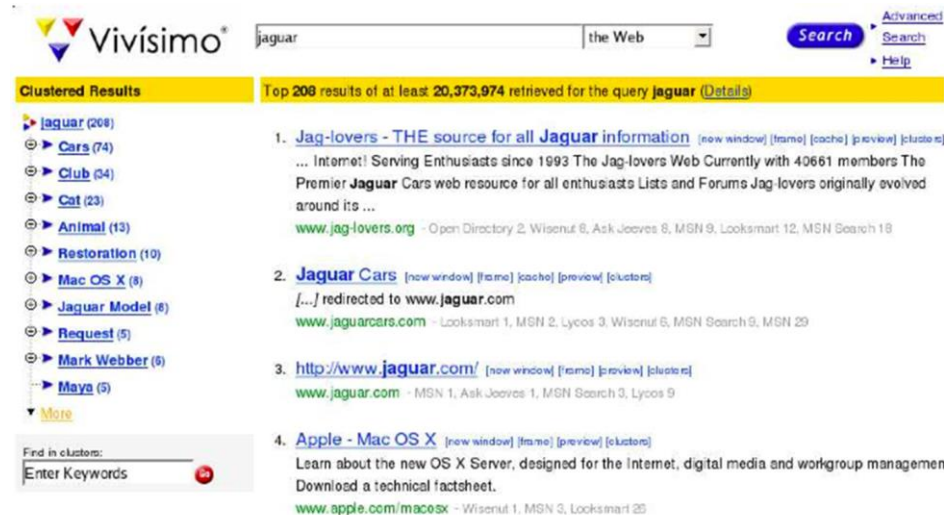 Vivísimo®
jaguar
the Web
Search
Advanced
Search
Help
Clustered Results
Top 208 results of at least 20,373,974 retrieved for the query jaguar (Details)
jaguar (208)
Cars (74)
Club (34)
Cat (23)
Animal (13)
Restoration (10)
Mac OS X (8)
Jaguar Model (8)
Request (5)
Mark Webber (6)
Maya (5)
More
Find in clusters:
Enter Keywords
Go
1. Jag-lovers - THE source for all Jaguar information [new window] [frame] [cache] [preview] [clusters]
... Internet! Serving Enthusiasts since 1993 The Jag-lovers Web Currently with 40661 members The
Premier Jaguar Cars web resource for all enthusiasts Lists and Forums Jag-lovers originally evolved
around its ...
www.jag-lovers.org - Open Directory 2, Wisenut 8, Ask Jeeves 8, MSN 9, Looksmart 12, MSN Search 18
2. Jaguar Cars [new window] [frame] [cache] [preview] [clusters]
[...] redirected to www.jaguar.com
www.jaguarcars.com - Looksmart 1, MSN 2, Lycos 3, Wisenut 6, MSN Search 9, MSN 29
3. http://www.jaguar.com/ [new window] [frame] [preview] [clusters]
www.jaguar.com - MSN 1, Ask Jeeves 1, MSN Search 3, Lycos 9
4. Apple - Mac OS X [new window] [frame] [preview] [clusters]
Learn about the new OS X Server, designed for the Internet, digital media and workgroup managemen
Download a technical factsheet.
www.apple.com/macosx - Wisenut 1, MSN 3, Looksmart 26